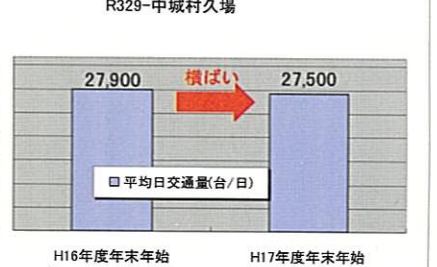 R329-中城村久場
27,900
横ばい
27,500
平均日交通量(台/日)
H16年度年末年始
H17年度年末年始